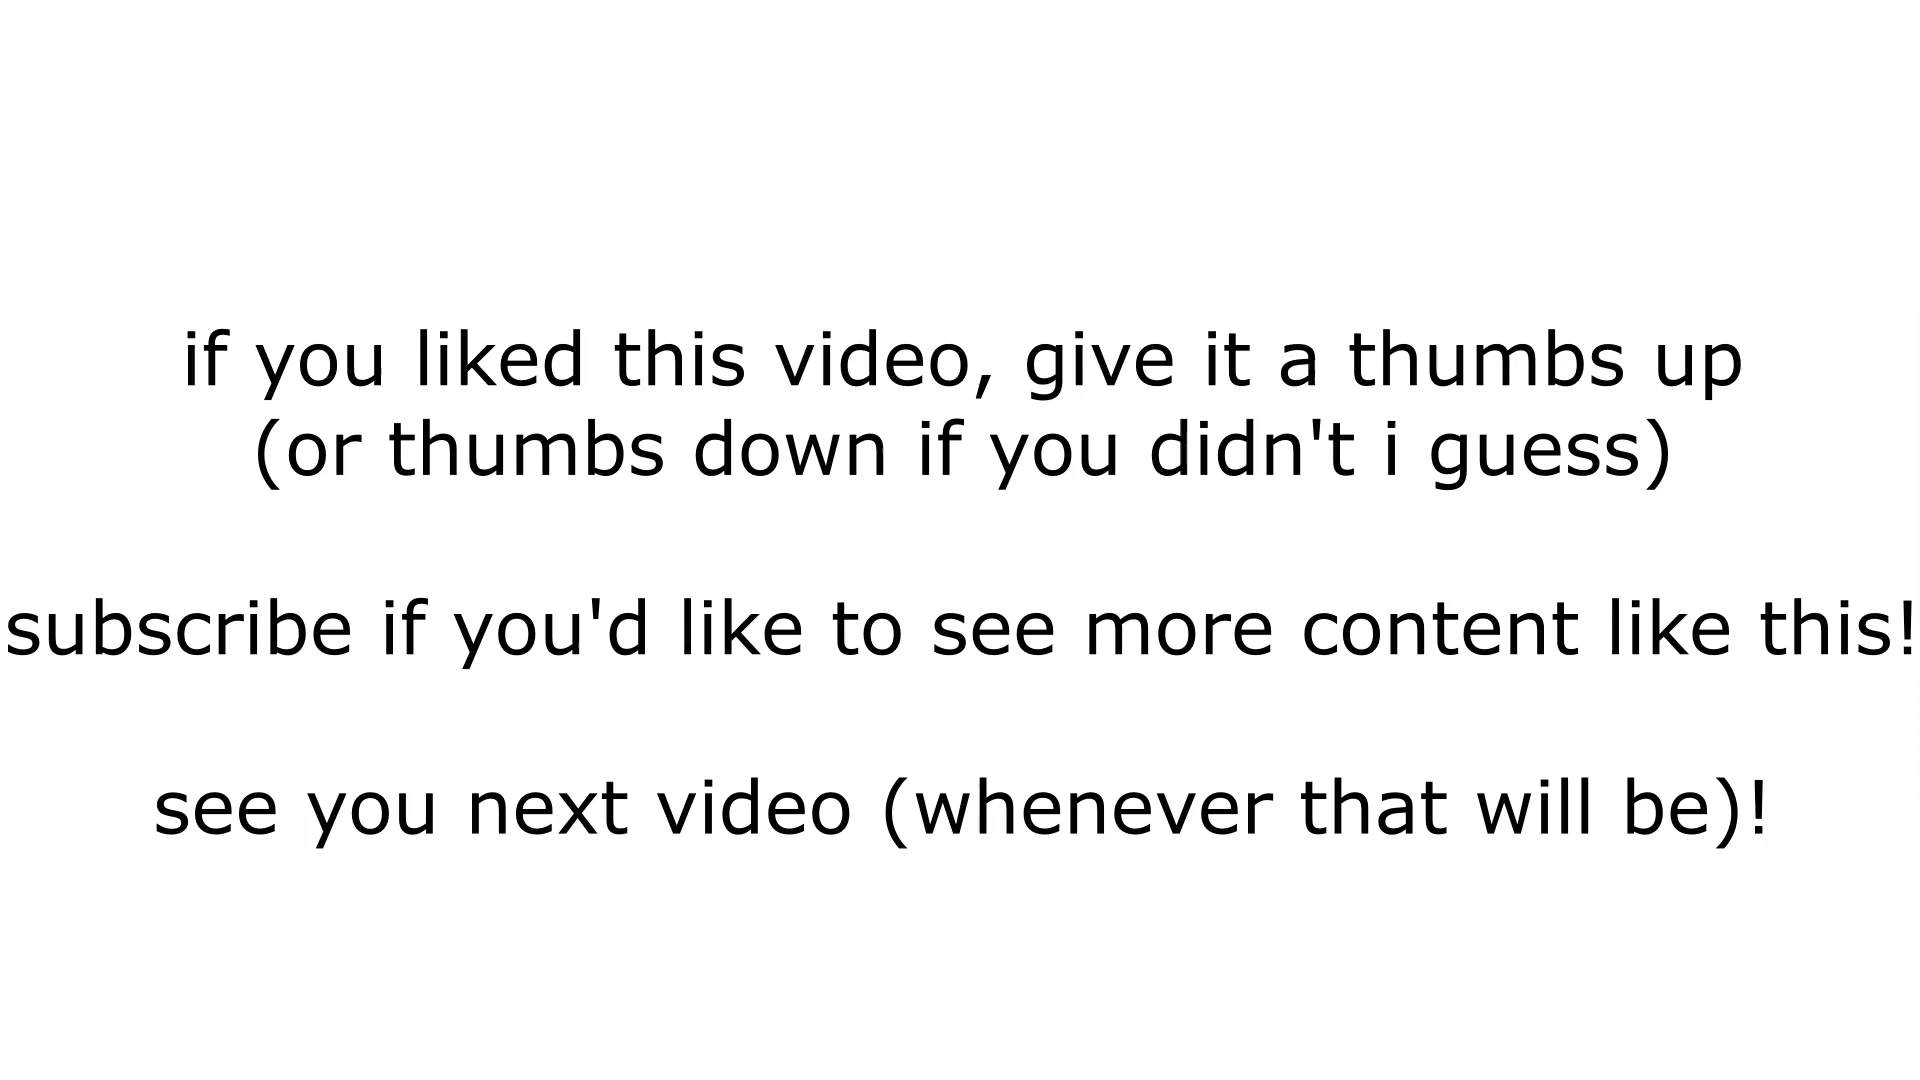 if you liked this video, give it a thumbs up
(or thumbs down if you didn't i guess)
subscribe if you'd like to see more content like this!
see you next video (whenever that will be)!